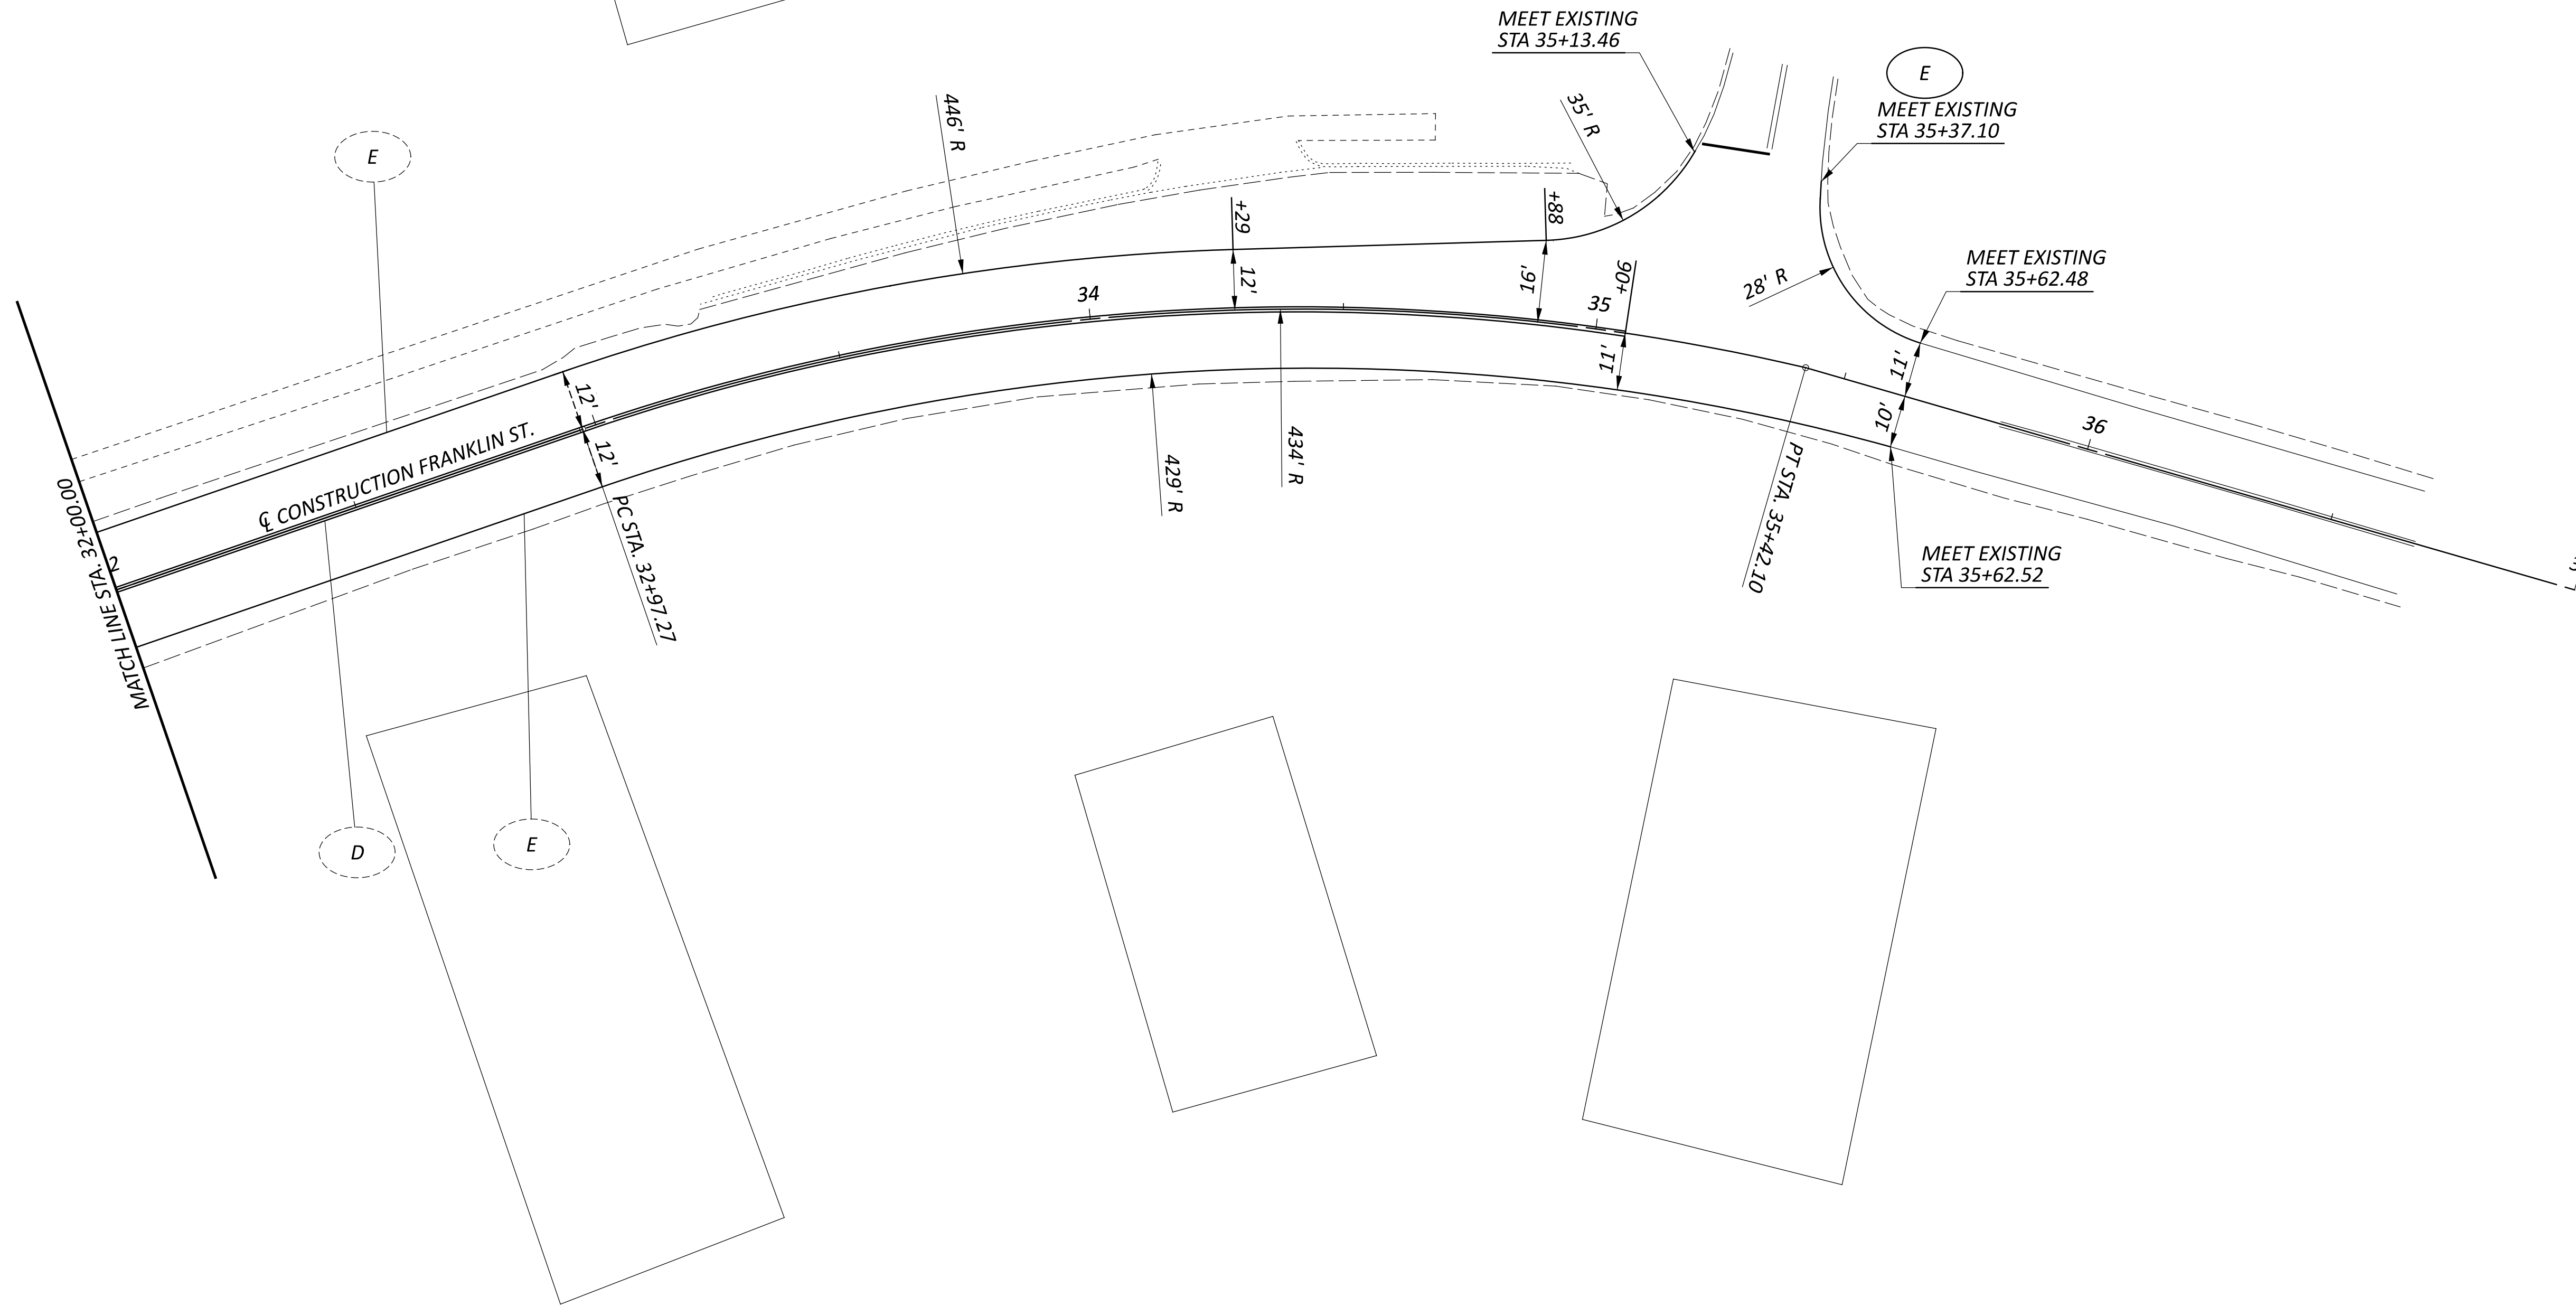 MEET EXISTING
STA 35+13.46
E
MEET EXISTING
STA 35+37.10
446' R
35' R
E
+29
+88
12'
16'
+06
MEET EXISTING
STA 35+62.48
28' R
34
35
11'
11'
10'
36
12'
12'
℄ CONSTRUCTION FRANKLIN ST.
429' R
434' R
PC STA. 32+97.27
PT STA. 35+42.10
MATCH LINE STA. 32+00.00
2
MEET EXISTING
STA 35+62.52
D
E